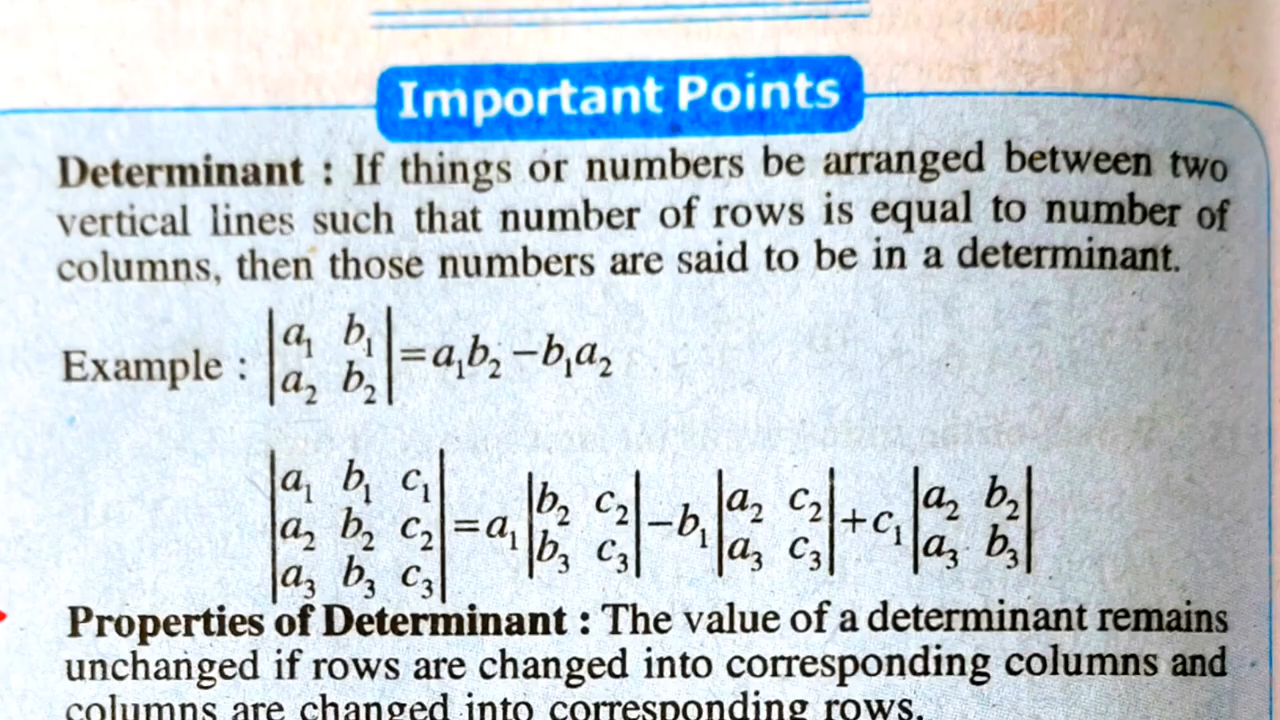 Important Points
Determinant : If things or numbers be arranged between two
vertical lines such that number of rows is equal to number of
columns, then those numbers are said to be in a determinant.
Example : |a₁ b₁|
|a₂ b₂| = a₁b₂ − b₁a₂
|a₁ b₁ c₁|
|a₂ b₂ c₂| = a₁ |b₂ c₂| − b₁ |a₂ c₂| + c₁ |a₂ b₂|
|a₃ b₃ c₃| |b₃ c₃| |a₃ c₃| |a₃ b₃|
Properties of Determinant : The value of a determinant remains
unchanged if rows are changed into corresponding columns and
columns are changed into corresponding rows.